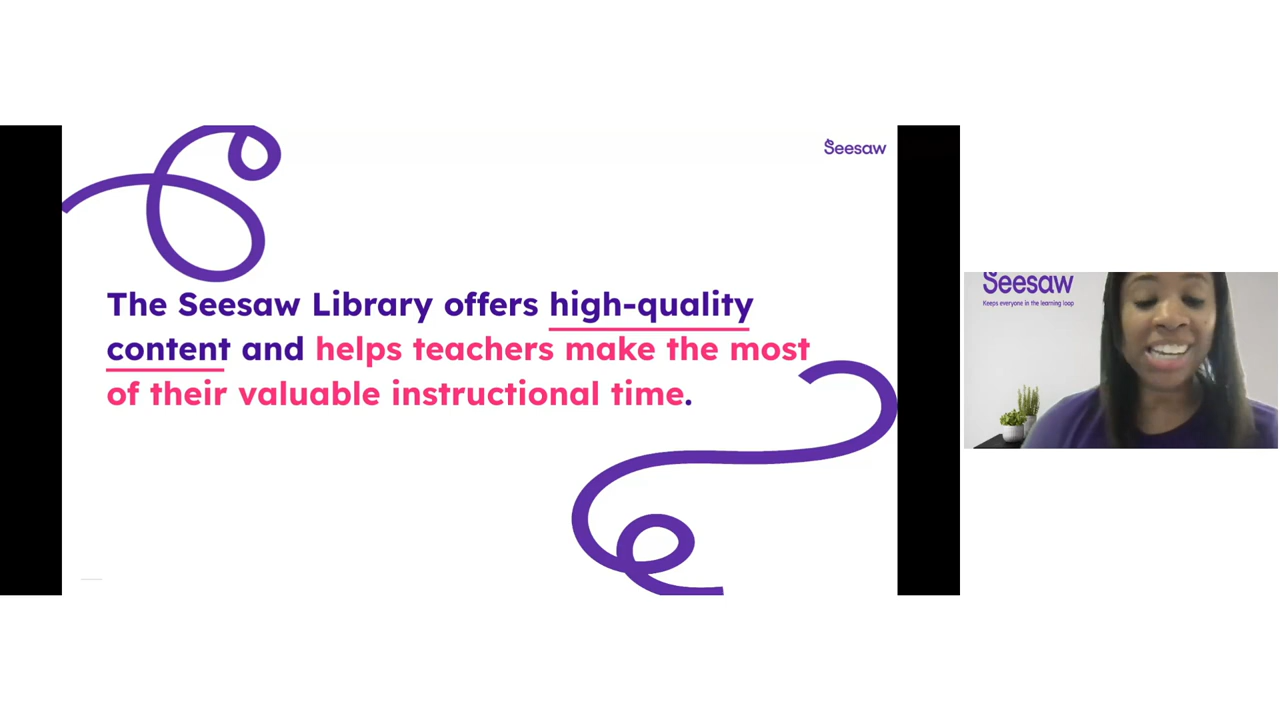 Seesaw
The Seesaw Library offers high-quality
content and helps teachers make the most
of their valuable instructional time.
Seesaw
Keeps everyone in the learning loop